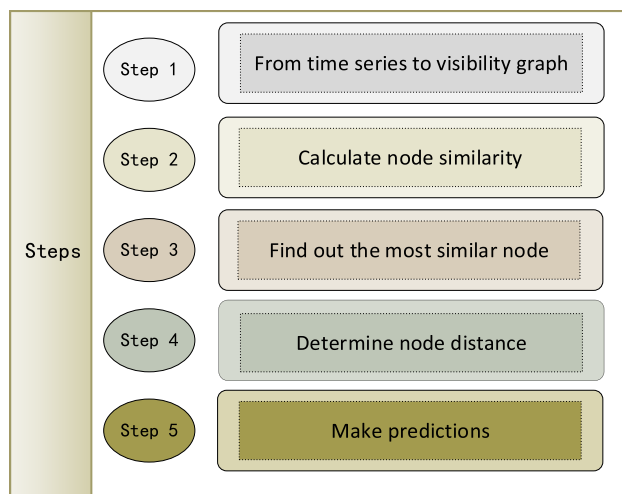 Steps
Step 1
From time series to visibility graph
Step 2
Calculate node similarity
Step 3
Find out the most similar node
Step 4
Determine node distance
Step 5
Make predictions